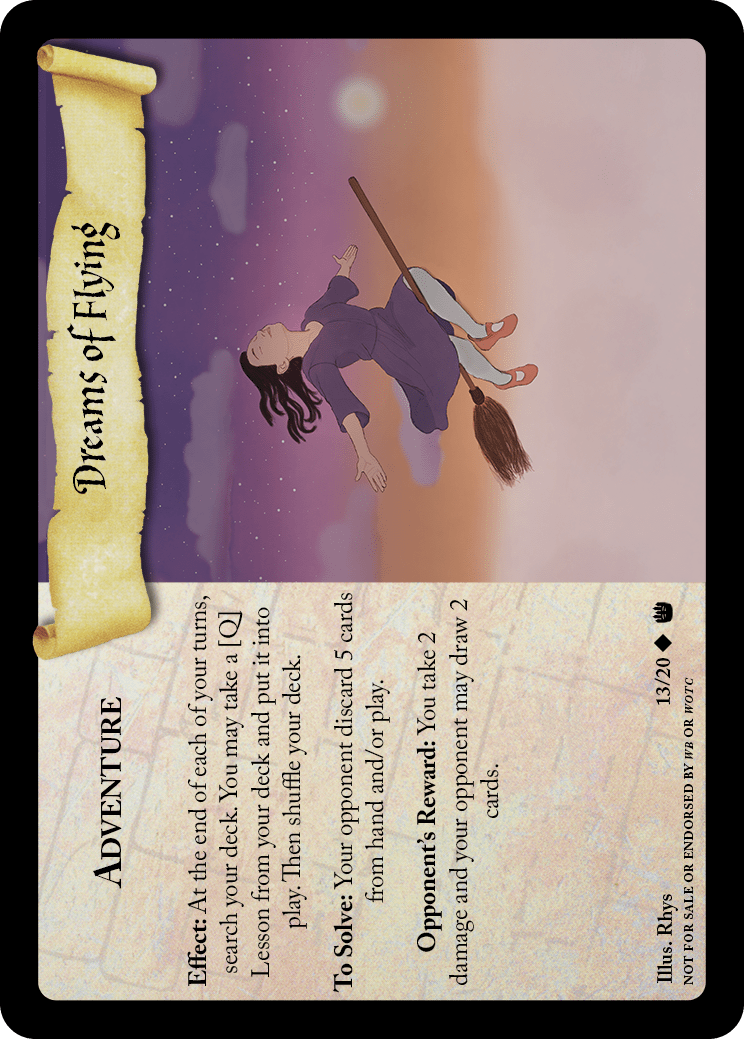 Dreams of Flying
ADVENTURE
Effect: At the end of each of your turns,
search your deck. You may take a [Q]
Lesson from your deck and put it into
play. Then shuffle your deck.
To Solve: Your opponent discard 5 cards
from hand and/or play.
Opponent's Reward: You take 2
damage and your opponent may draw 2
cards.
Illus. Rhys 13/20
NOT FOR SALE OR ENDORSED BY WB OR WOTC